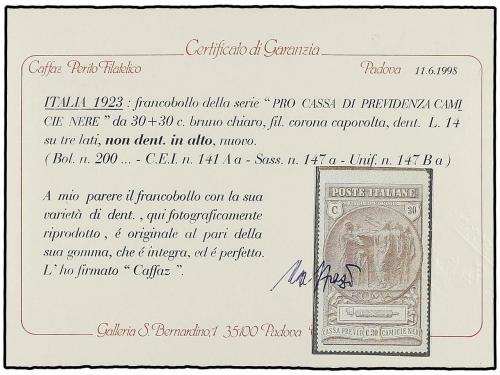 Certificato di Garanzia
Caffaz Perito Filatelico Padova 11.6.1998
ITALIA 1923 : francobollo della serie " PRO CASSA DI PREVIDENZA CAMI
CIE NERE " da 30+30 c. bruno chiaro, fil. corona capovolta, dent. L. 14
su tre lati, non dent. in alto, nuovo.
( Bol. n. 200 ... - C.E.I. n. 141 A a - Sass. n. 147 a - Unif. n. 147 B a )
A mio parere il francobollo con la sua
varietà di dent. , qui fotograficamente
riprodotto , é originale al pari della
sua gomma, che é integra, ed é perfetto.
L' ho firmato " Caffaz ".
POSTE ITALIANE
C 30
ROMA
CASSA PREVID C.30 CAMICIE NERE
Galleria S. Bernardino,1 35100 Padova